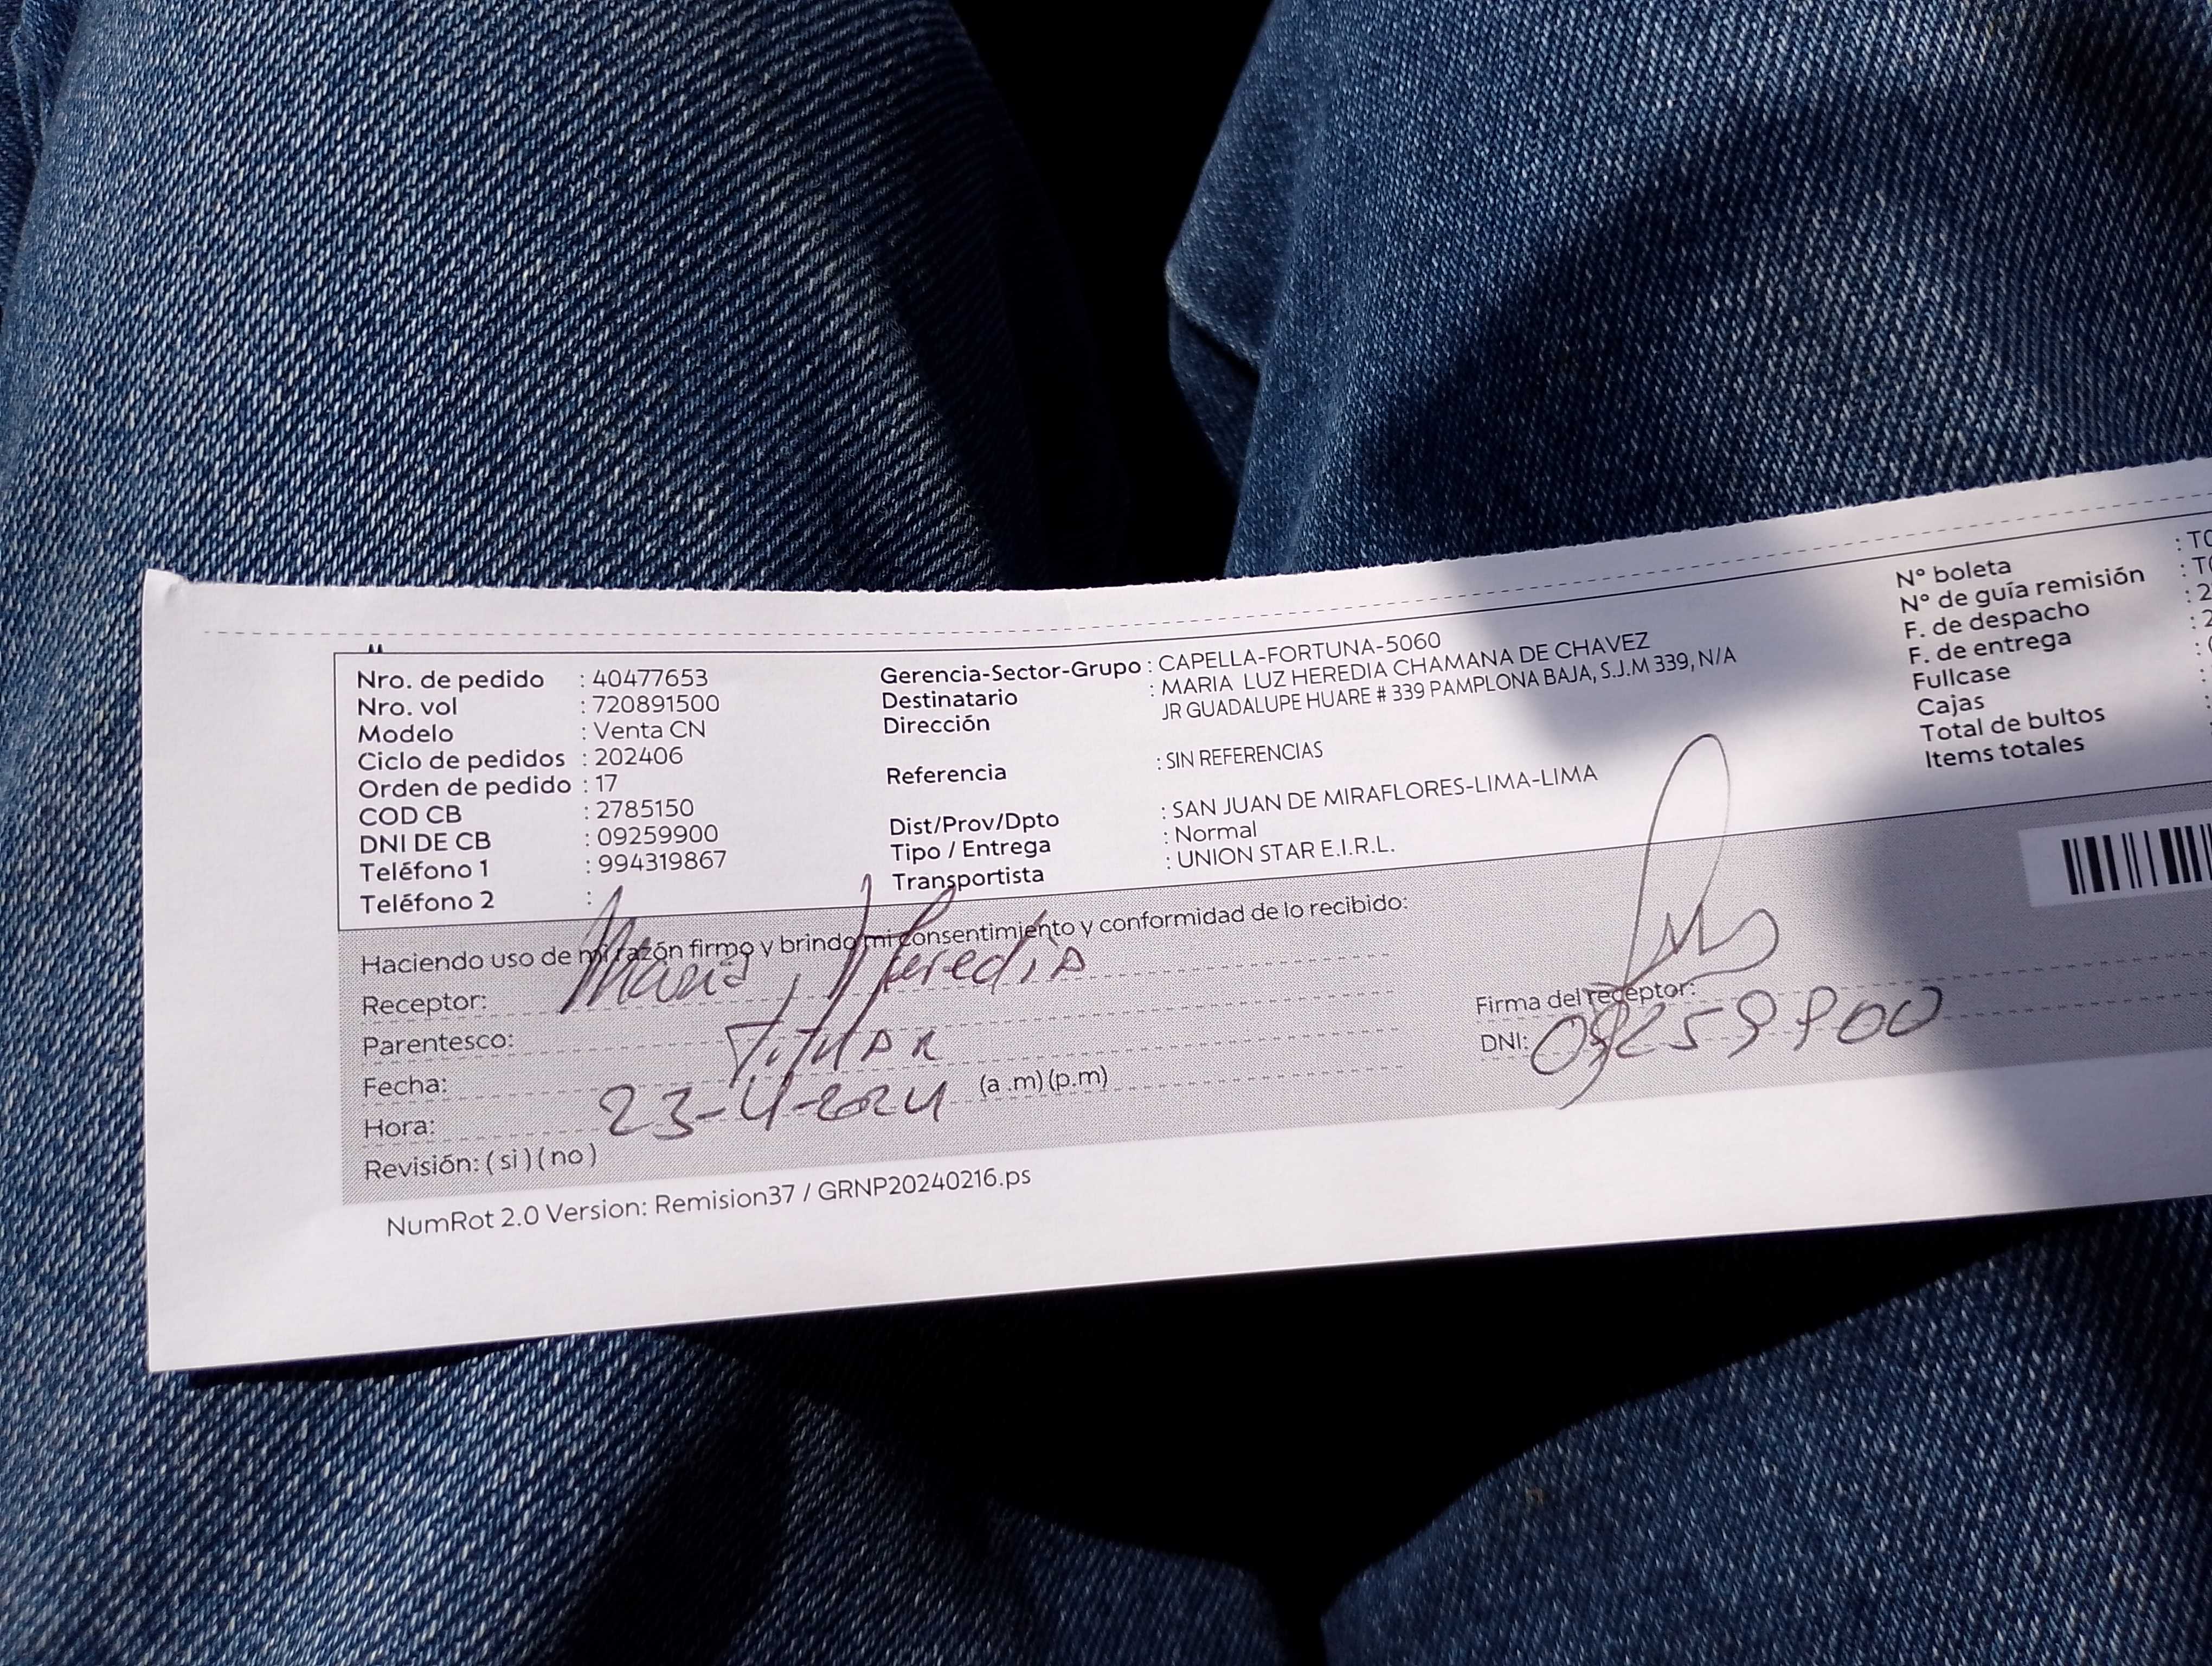 Nro. de pedido : 40477653
Nro. vol : 720891500
Modelo : Venta CN
Ciclo de pedidos : 202406
Orden de pedido : 17
COD CB : 2785150
DNI DE CB : 09259900
Teléfono 1 : 994319867
Teléfono 2 :
Gerencia-Sector-Grupo : CAPELLA-FORTUNA-5060
Destinatario : MARIA LUZ HEREDIA CHAMANA DE CHAVEZ
Dirección JR GUADALUPE HUARE # 339 PAMPLONA BAJA, S.J.M 339, N/A
Referencia : SIN REFERENCIAS
Dist/Prov/Dpto : SAN JUAN DE MIRAFLORES-LIMA-LIMA
Tipo / Entrega : Normal
Transportista : UNION STAR E.I.R.L.
N° boleta
N° de guía remisión
F. de despacho : 2
F. de entrega : 2
Fullcase
Cajas
Total de bultos
Items totales
Haciendo uso de mi razón firmo y brindo mi consentimiento y conformidad de lo recibido:
Receptor: Maria Heredia
Parentesco: Titular
Fecha: 23-4-2024
Hora: (a .m) (p.m)
Revisión: ( si ) ( no )
Firma del receptor:
DNI: 09259900
NumRot 2.0 Version: Remision37 / GRNP20240216.ps